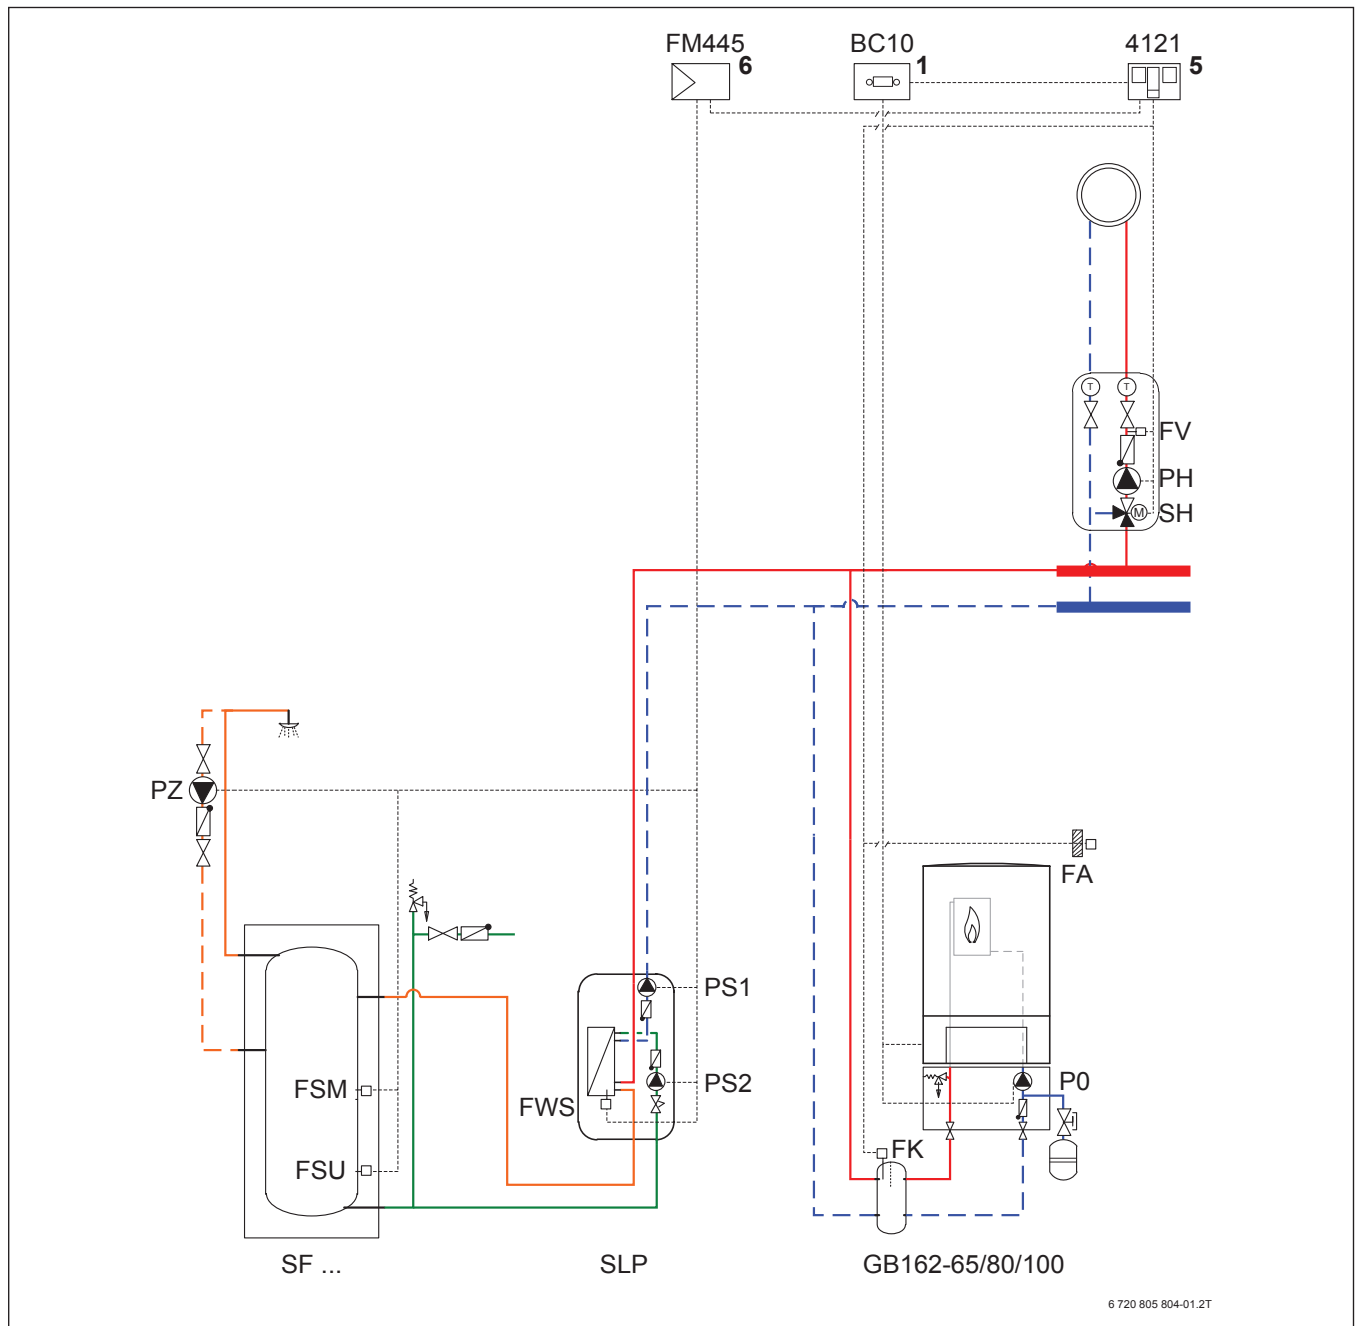 FM445
6
BC10
1
4121
5
T
T
FV
PH
M
SH
PZ
FA
PS1
FSM
FWS
PS2
P0
FSU
FK
SF ...
SLP
GB162-65/80/100
6 720 805 804-01.2T